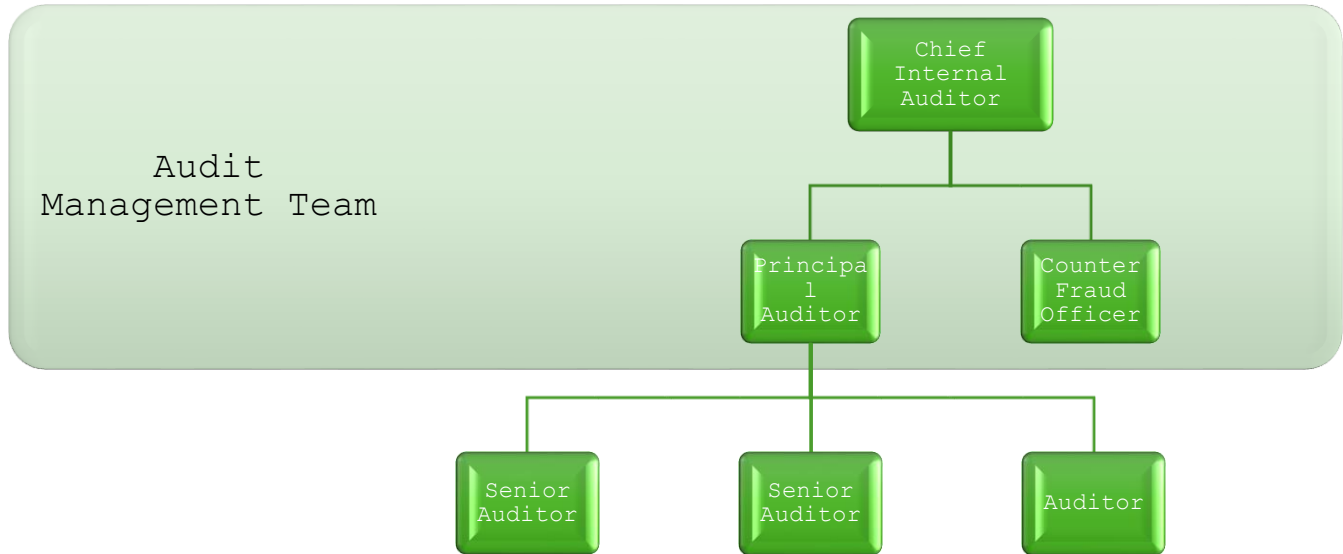 Chief
Internal
Auditor
Audit
Management Team
Principa
l
Auditor
Counter
Fraud
Officer
Senior
Auditor
Senior
Auditor
Auditor